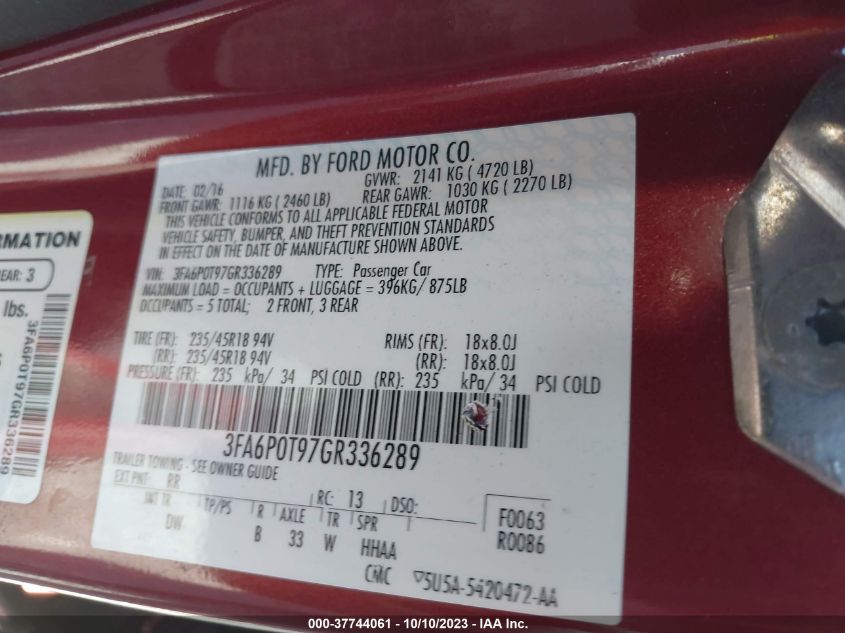 MFD. BY FORD MOTOR CO.
DATE: 02/16
GVWR: 2141 KG ( 4720 LB)
FRONT GAWR: 1116 KG ( 2460 LB)
REAR GAWR: 1030 KG ( 2270 LB)
THIS VEHICLE CONFORMS TO ALL APPLICABLE FEDERAL MOTOR
VEHICLE SAFETY, BUMPER, AND THEFT PREVENTION STANDARDS
IN EFFECT ON THE DATE OF MANUFACTURE SHOWN ABOVE.
VIN: 3FA6P0T97GR336289 TYPE: Passenger Car
MAXIMUM LOAD = OCCUPANTS + LUGGAGE = 396KG/ 875LB
OCCUPANTS = 5 TOTAL; 2 FRONT, 3 REAR
TIRE (FR): 235/45R18 94V RIMS (FR): 18x8.0J
(RR): 235/45R18 94V (RR): 18x8.0J
PRESSURE (FR): 235 kPa/ 34 PSI COLD (RR): 235 kPa/ 34 PSI COLD
3FA6P0T97GR336289
TRAILER TOWING - SEE OWNER GUIDE
EXT PNT: RR RC: 13 DSO: F0063
INT TR TP/PS R AXLE TR SPR R0086
DW B 33 W HHAA
CMC 5U5A-5420472-AA
RMATION
REAR: 3
lbs.
3FA6P0T97GR336289
000-37744061 - 10/10/2023 - IAA Inc.